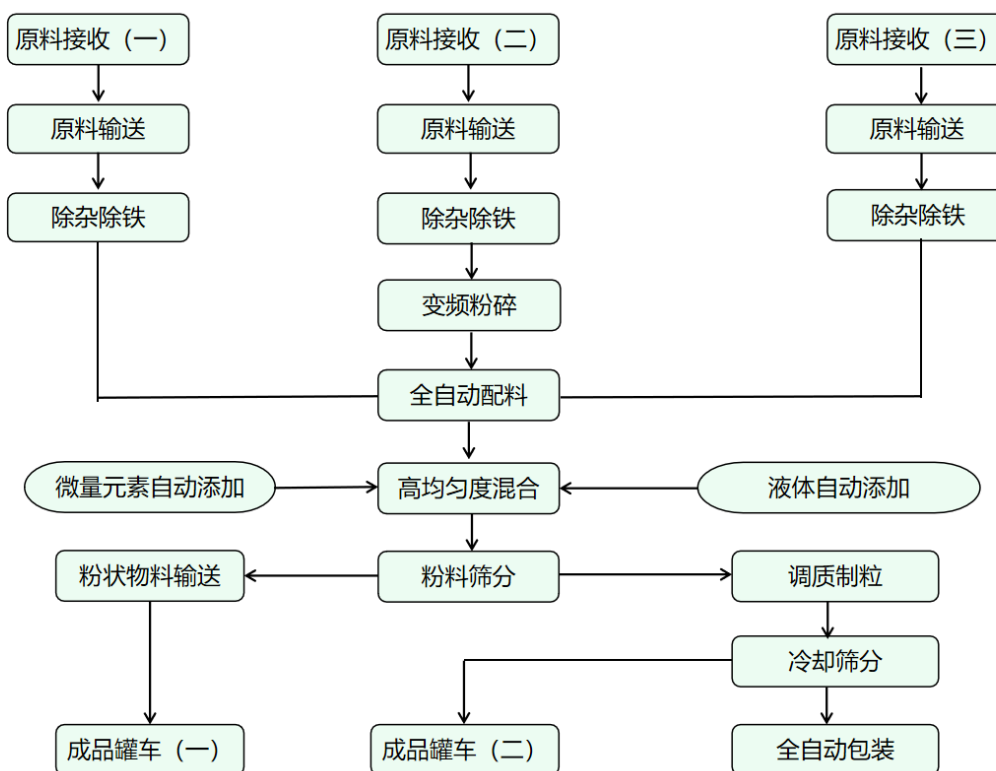 原料接收（一）
原料接收（二）
原料接收（三）
原料输送
原料输送
原料输送
除杂除铁
除杂除铁
除杂除铁
变频粉碎
全自动配料
微量元素自动添加
高均匀度混合
液体自动添加
粉状物料输送
粉料筛分
调质制粒
冷却筛分
成品罐车（一）
成品罐车（二）
全自动包装